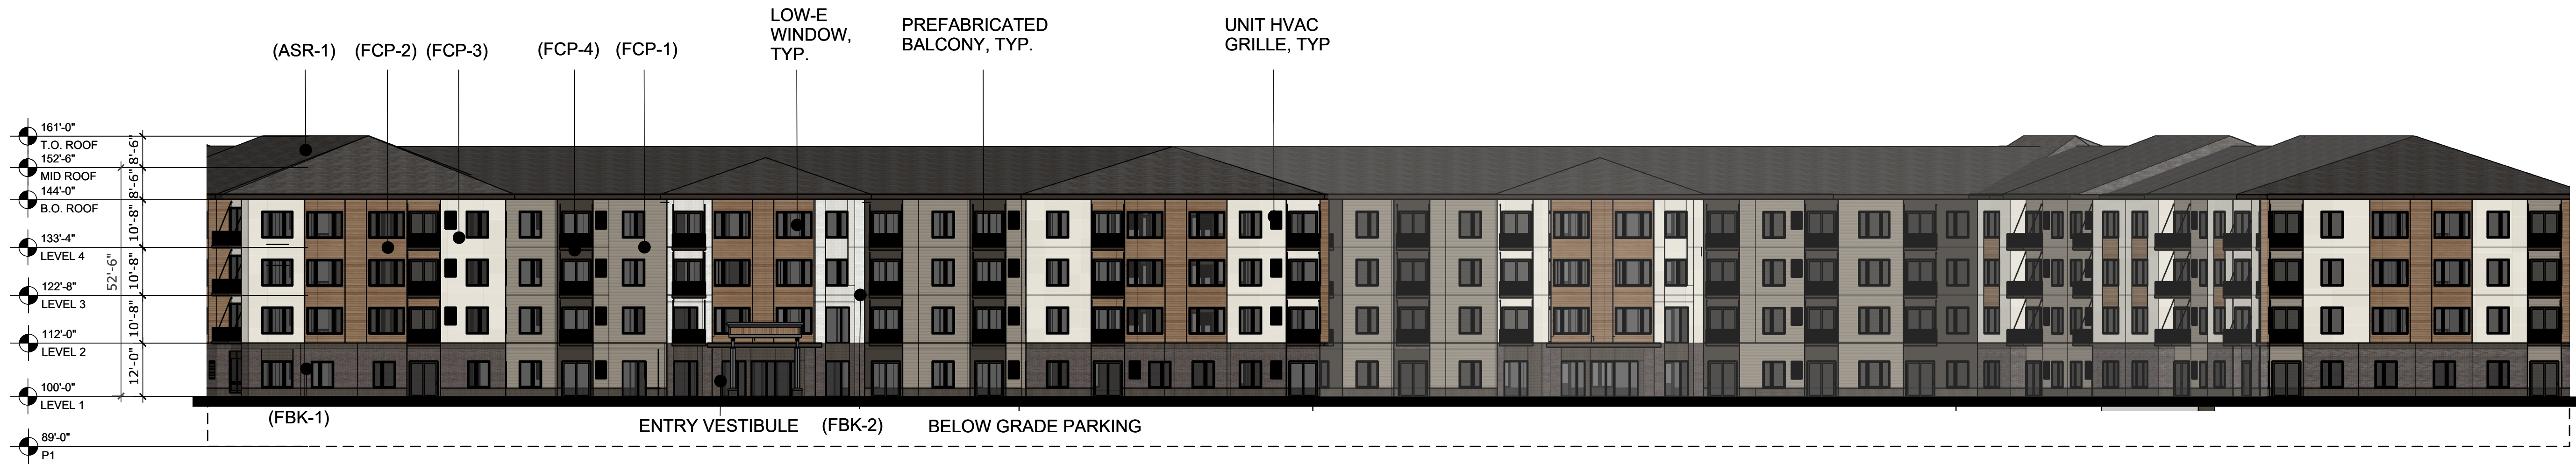 LOW-E
WINDOW,
TYP.
PREFABRICATED
BALCONY, TYP.
UNIT HVAC
GRILLE, TYP
(ASR-1)
(FCP-2)
(FCP-3)
(FCP-4)
(FCP-1)
161'-0"
T.O. ROOF
152'-6"
MID ROOF
144'-0"
B.O. ROOF
133'-4"
LEVEL 4
122'-8"
LEVEL 3
112'-0"
LEVEL 2
100'-0"
LEVEL 1
89'-0"
P1
8'-6"
8'-6"
10'-8"
10'-8"
10'-8"
12'-0"
52'-6"
(FBK-1)
ENTRY VESTIBULE
(FBK-2)
BELOW GRADE PARKING